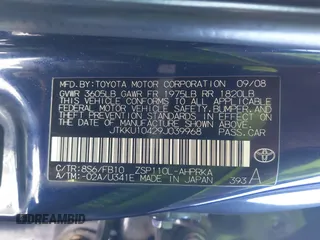 MFD. BY: TOYOTA MOTOR CORPORATION 09/08
GVWR 3605LB GAWR FR 1975LB RR 1820LB
THIS VEHICLE CONFORMS TO ALL APPLICABLE
FEDERAL MOTOR VEHICLE SAFETY, BUMPER,
AND THEFT PREVENTION STANDARDS IN EFFECT
ON THE DATE OF MANUFACTURE SHOWN ABOVE.
JTKKU10429J039968 PASS.CAR
C/TR:8S6/FB10 ZSP110L-AHPRKA
A/TM:-02A/U341E MADE IN JAPAN 393 A
DREAMBID